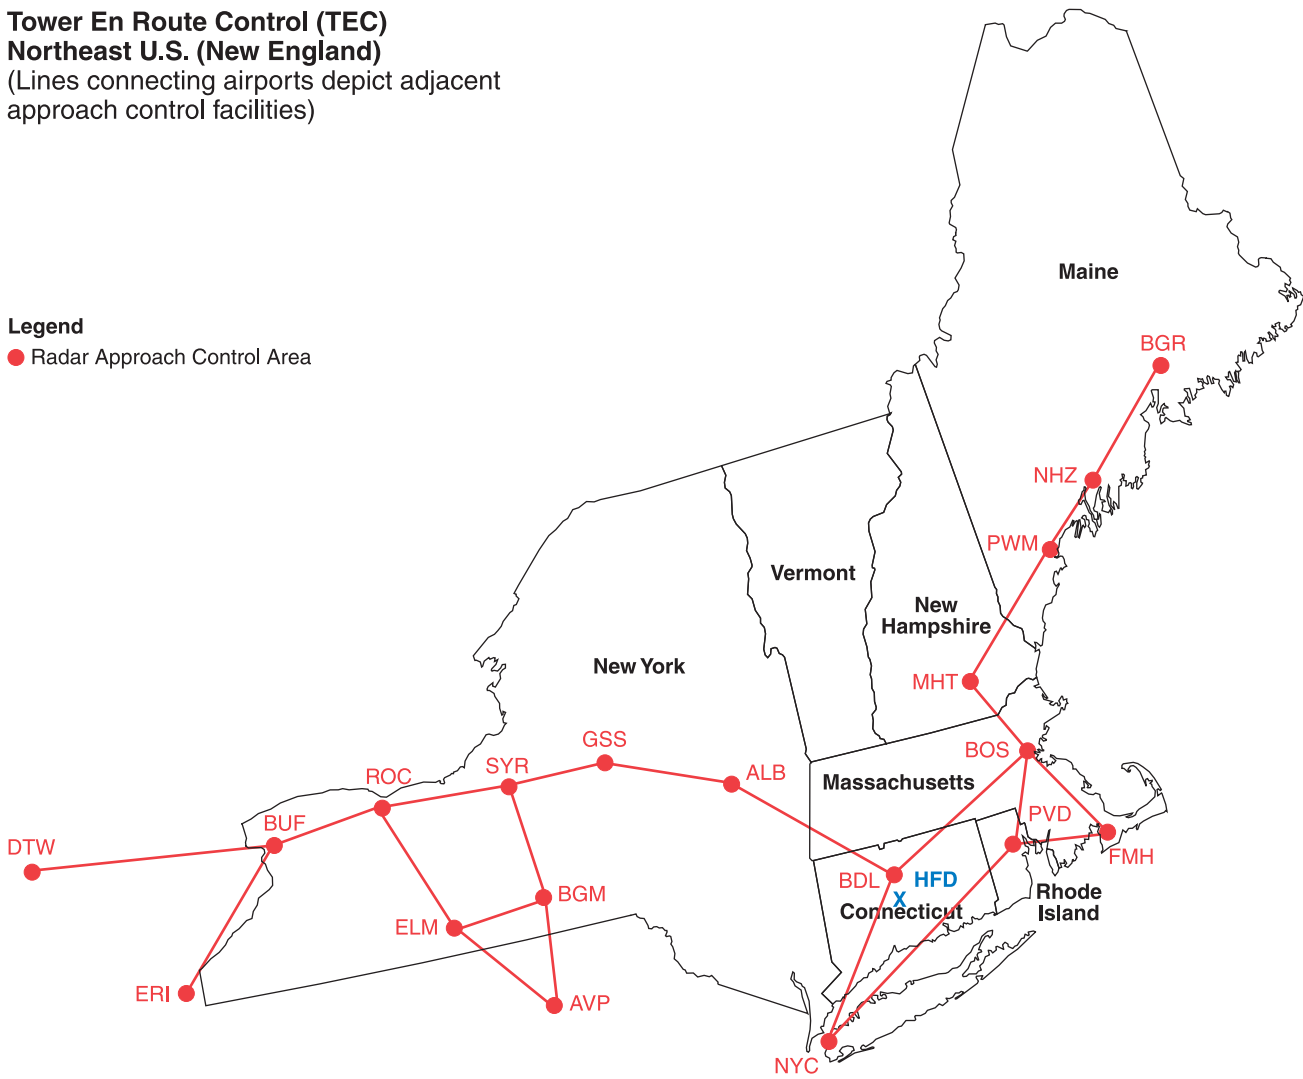 Tower En Route Control (TEC)
Northeast U.S. (New England)
(Lines connecting airports depict adjacent
approach control facilities)
Legend
Radar Approach Control Area
Maine
BGR
NHZ
PWM
Vermont
New
Hampshire
New York
MHT
GSS
BOS
SYR
ROC
ALB
Massachusetts
BUF
PVD
DTW
FMH
BDL
HFD
X
Connecticut
Rhode
Island
BGM
ELM
ERI
AVP
NYC